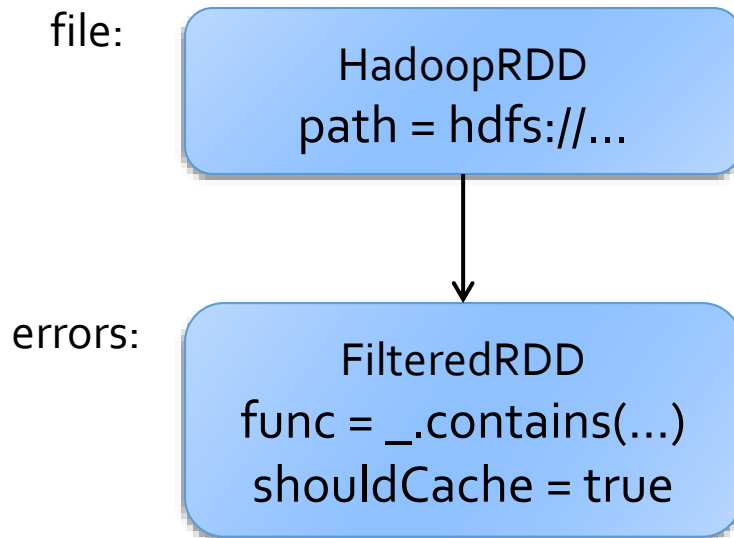 file:
HadoopRDD
path = hdfs://...
errors:
FilteredRDD
func = _.contains(...)
shouldCache = true